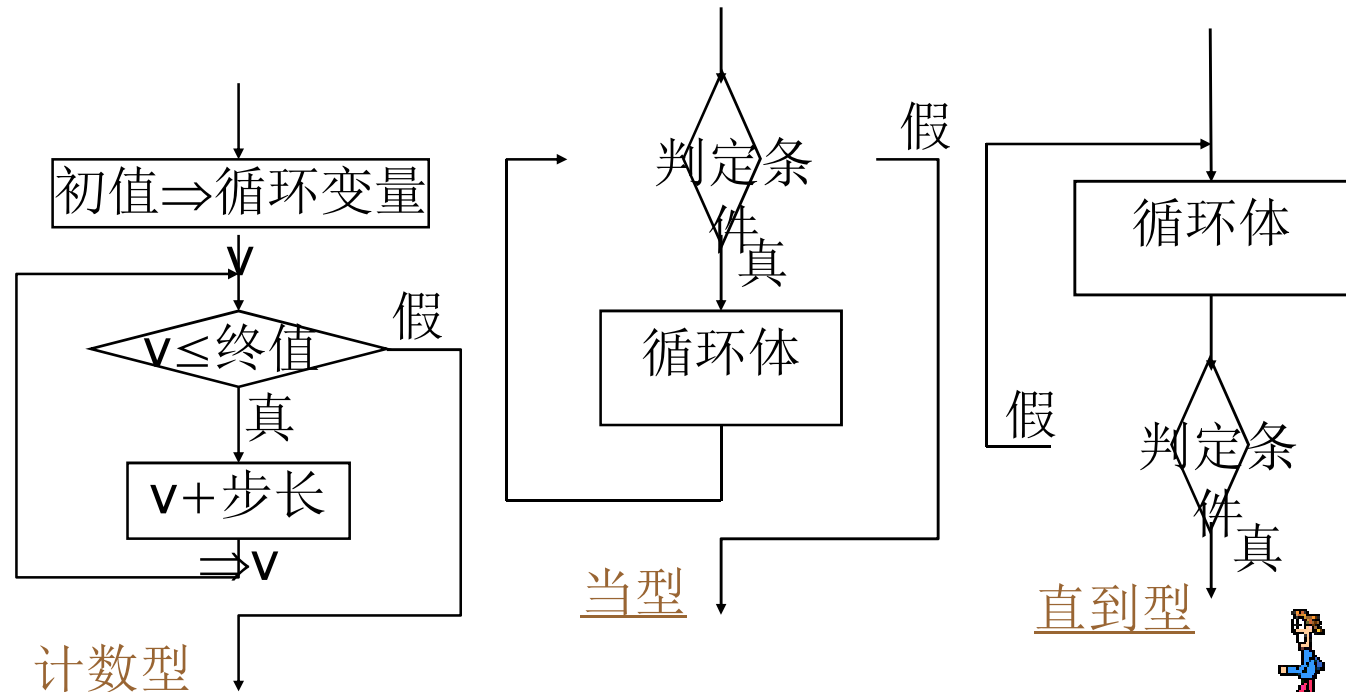 初值⇒循环变量
v
v≤终值
假
真
v+步长
⇒v
计数型
判定条
件
假
真
循环体
当型
循环体
假
判定条
件
真
直到型